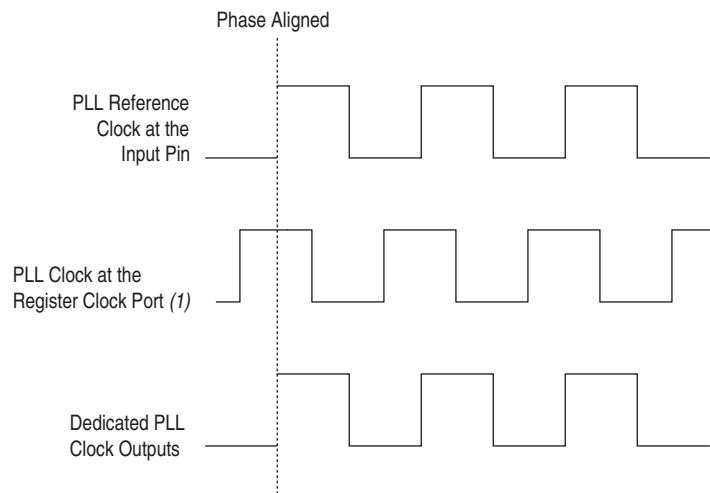 Phase Aligned
PLL Reference
Clock at the
Input Pin
PLL Clock at the
Register Clock Port (1)
Dedicated PLL
Clock Outputs